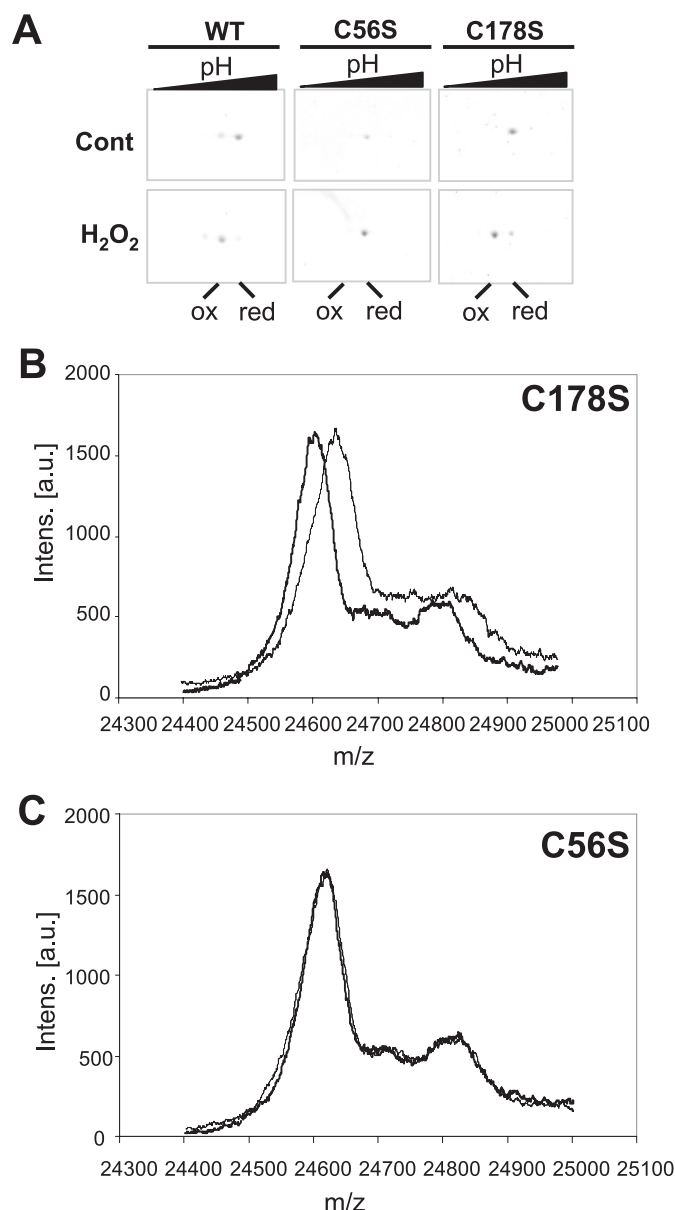 A
WT C56S C178S
pH pH pH
Cont
H₂O₂
ox red ox red ox red
B
C178S
2000
1500
1000
500
0
Intens. [a.u.]
24300 24400 24500 24600 24700 24800 24900 25000 25100
m/z
C
C56S
2000
1500
1000
500
0
Intens. [a.u.]
24300 24400 24500 24600 24700 24800 24900 25000 25100
m/z